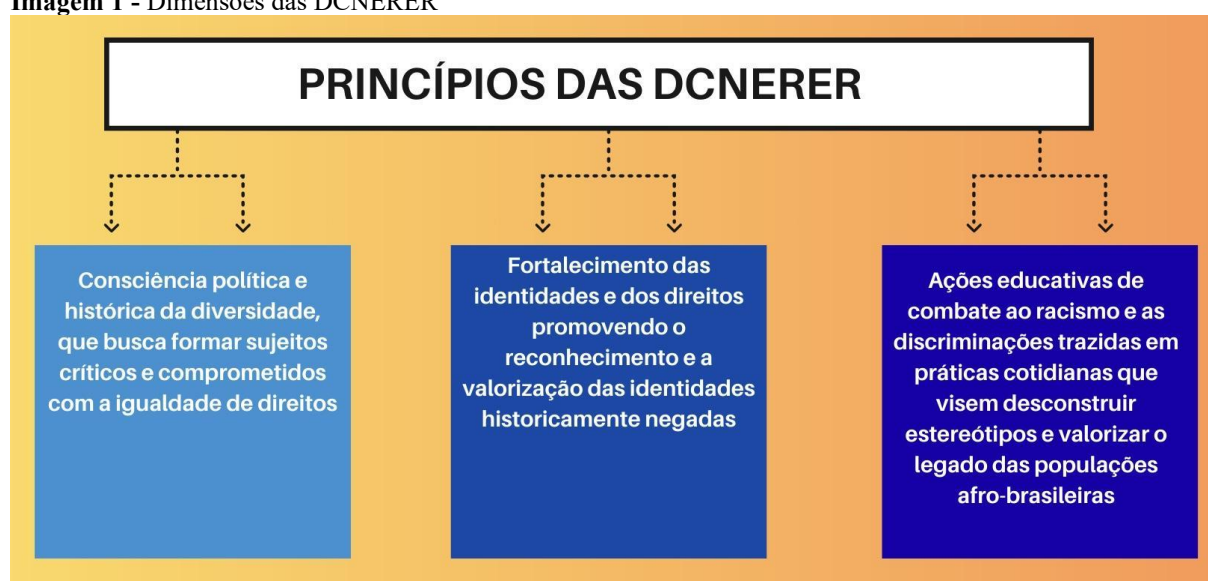 Imagem 1 - Dimensões das DCNERER
PRINCÍPIOS DAS DCNERER
Consciência política e
histórica da diversidade,
que busca formar sujeitos
críticos e comprometidos
com a igualdade de direitos
Fortalecimento das
identidades e dos direitos
promovendo o
reconhecimento e a
valorização das identidades
historicamente negadas
Ações educativas de
combate ao racismo e as
discriminações trazidas em
práticas cotidianas que
visem desconstruir
estereótipos e valorizar o
legado das populações
afro-brasileiras